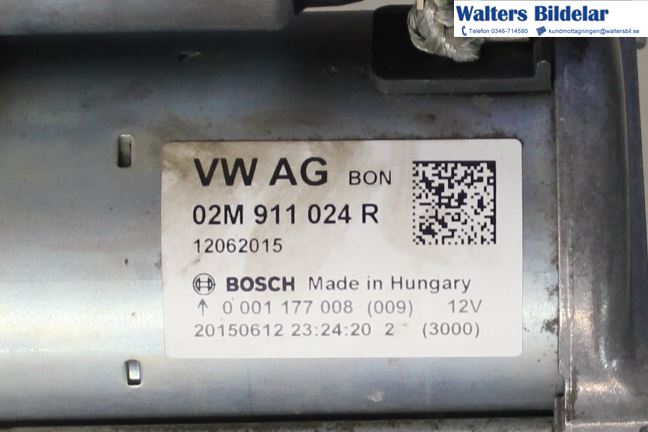 Walters Bildelar
Telefon 0346-714580 kundmottagningen@waltersbil.se
VW AG BON
02M 911 024 R
12062015
BOSCH Made in Hungary
↑ 0 001 177 008 (009) 12V
20150612 23:24:20 2 (3000)